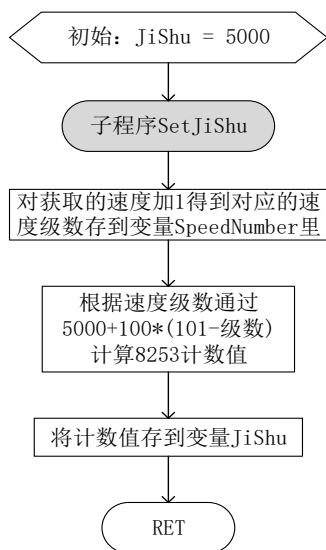 初始：JiShu = 5000
子程序SetJiShu
对获取的速度加1得到对应的速
度级数存到变量SpeedNumber里
根据速度级数通过
5000+100*(101-级数)
计算8253计数值
将计数值存到变量JiShu
RET